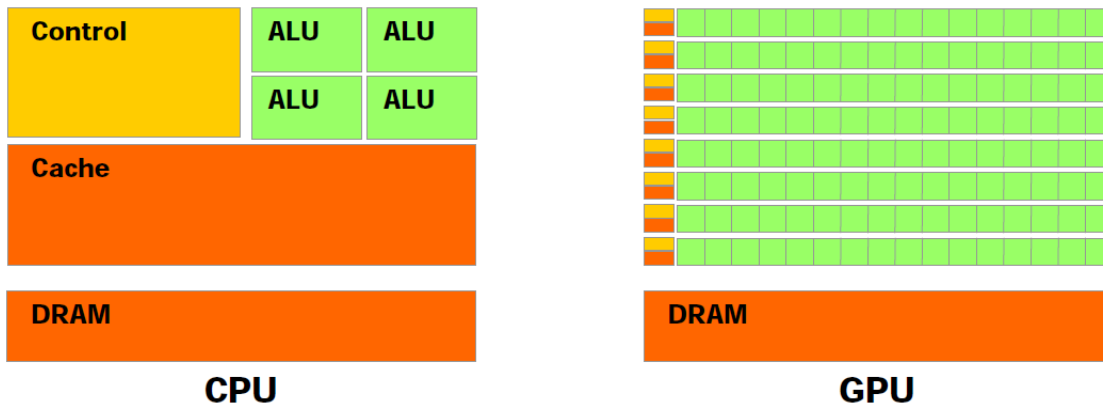 Control
ALU
ALU
ALU
ALU
Cache
DRAM
CPU
DRAM
GPU